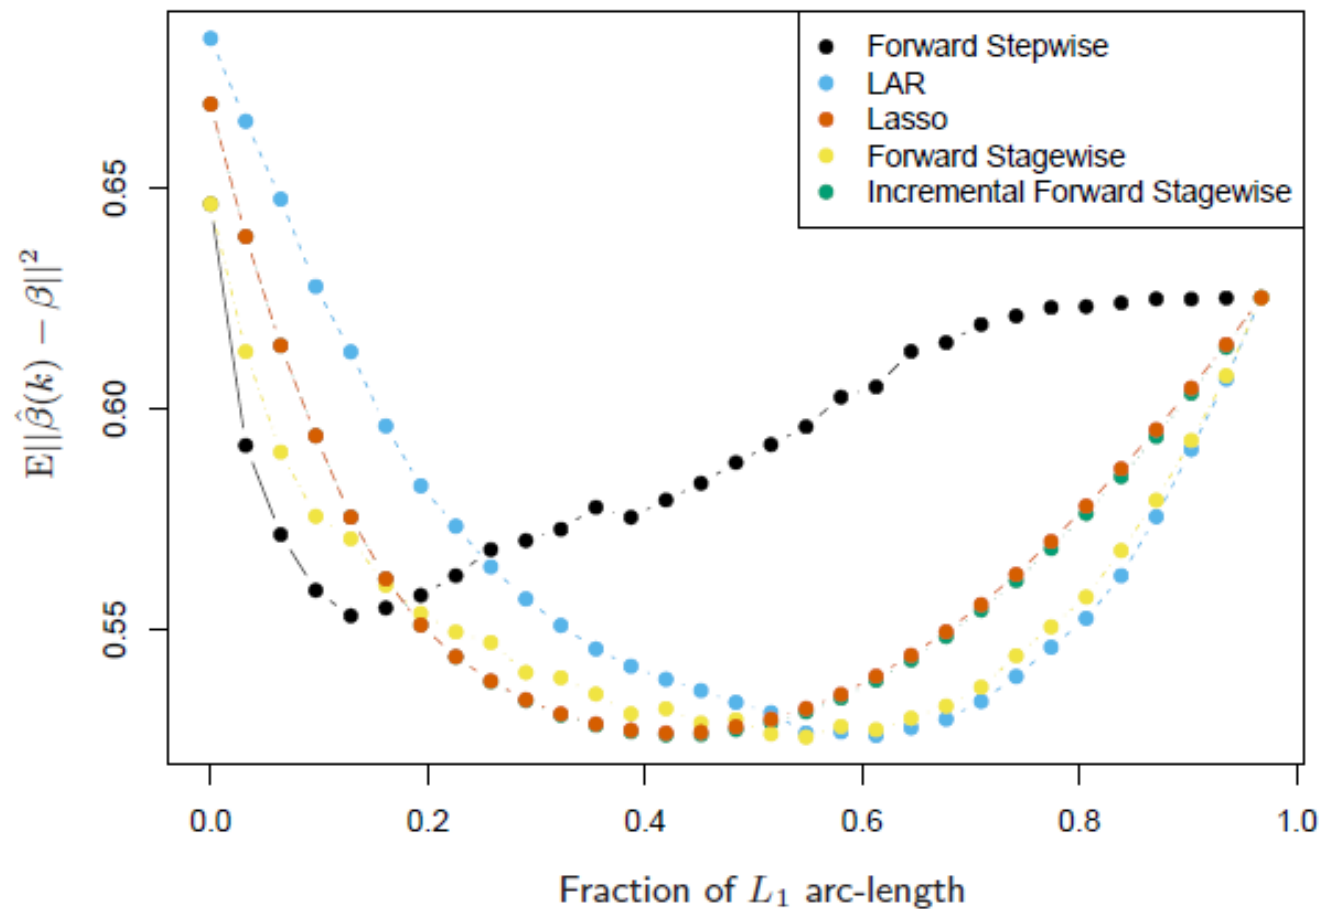 Forward Stepwise
LAR
Lasso
Forward Stagewise
Incremental Forward Stagewise
0.65
0.60
0.55
E||β̂(k) − β||²
0.0 0.2 0.4 0.6 0.8 1.0
Fraction of L₁ arc-length